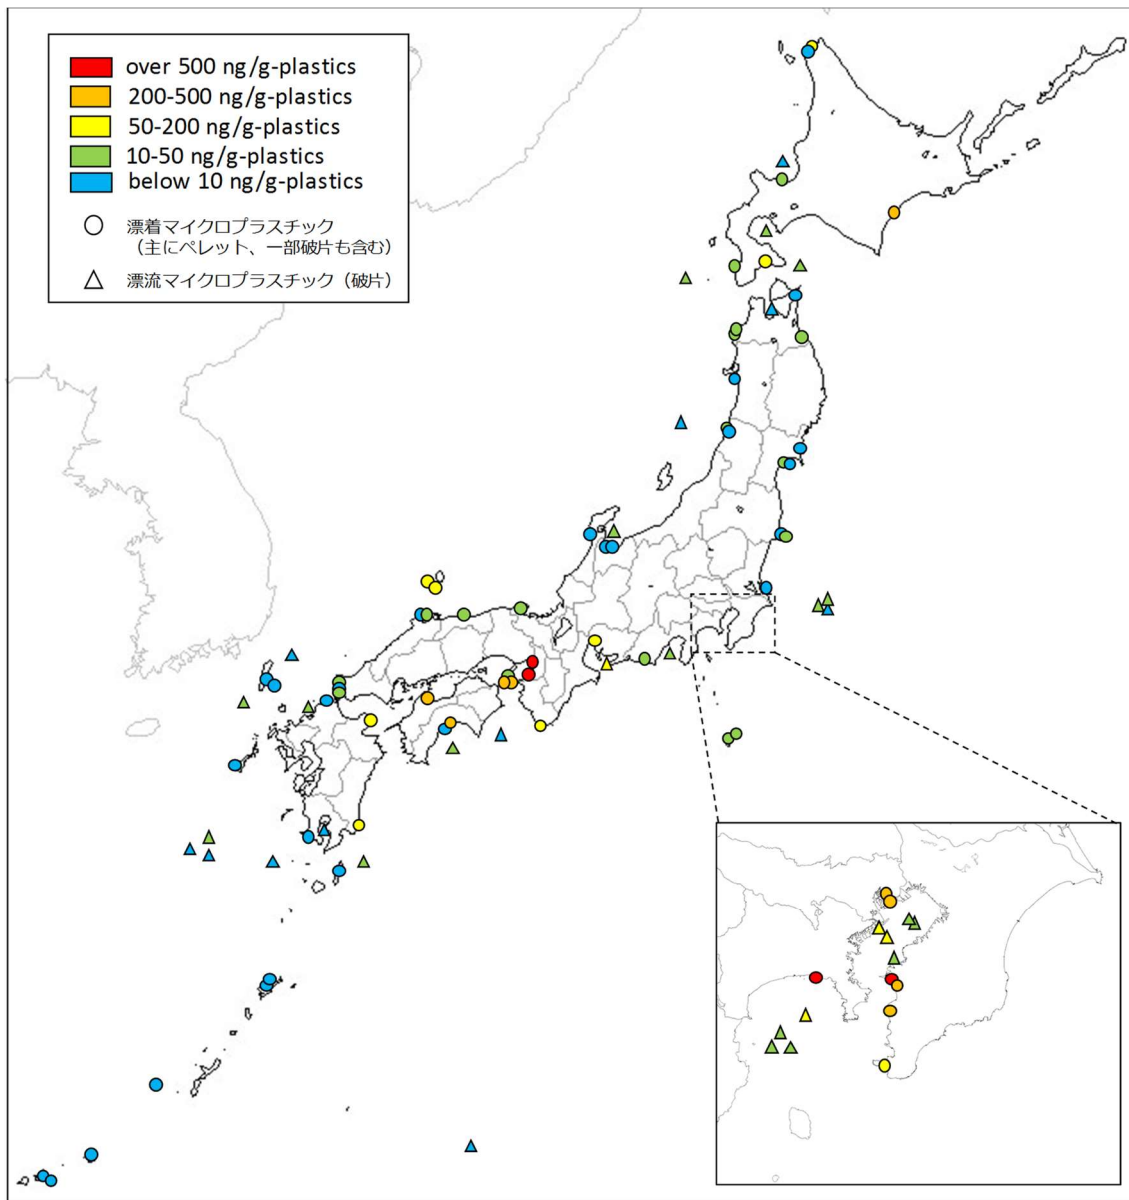 over 500 ng/g-plastics
200-500 ng/g-plastics
50-200 ng/g-plastics
10-50 ng/g-plastics
below 10 ng/g-plastics
漂着マイクロプラスチック
（主にペレット、一部破片も含む）
漂流マイクロプラスチック（破片）